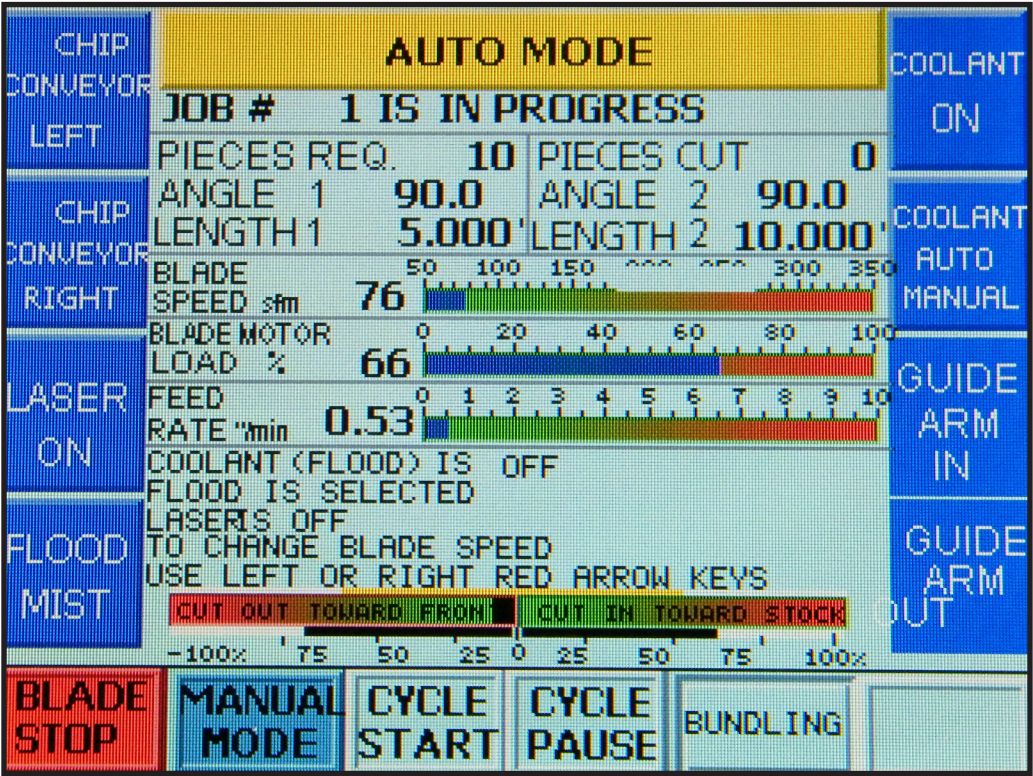 AUTO MODE
JOB # 1 IS IN PROGRESS
CHIP
CONVEYOR
LEFT
CHIP
CONVEYOR
RIGHT
LASER
ON
FLOOD
MIST
PIECES REQ. 10 PIECES CUT 0
ANGLE 1 90.0 ANGLE 2 90.0
LENGTH 1 5.000' LENGTH 2 10.000'
50 100 150 300 350
BLADE
SPEED sfm 76
0 20 40 60 80 100
BLADE MOTOR
LOAD % 66
0 1 2 3 4 5 6 7 8 9 10
FEED
RATE "/min 0.53
COOLANT (FLOOD) IS OFF
FLOOD IS SELECTED
LASER IS OFF
TO CHANGE BLADE SPEED
USE LEFT OR RIGHT RED ARROW KEYS
CUT OUT TOWARD FRONT CUT IN TOWARD STOCK
-100% 75 50 25 0 25 50 75 100%
COOLANT
ON
COOLANT
AUTO
MANUAL
GUIDE
ARM
IN
GUIDE
ARM
OUT
BLADE
STOP
MANUAL
MODE
CYCLE
START
CYCLE
PAUSE
BUNDLING